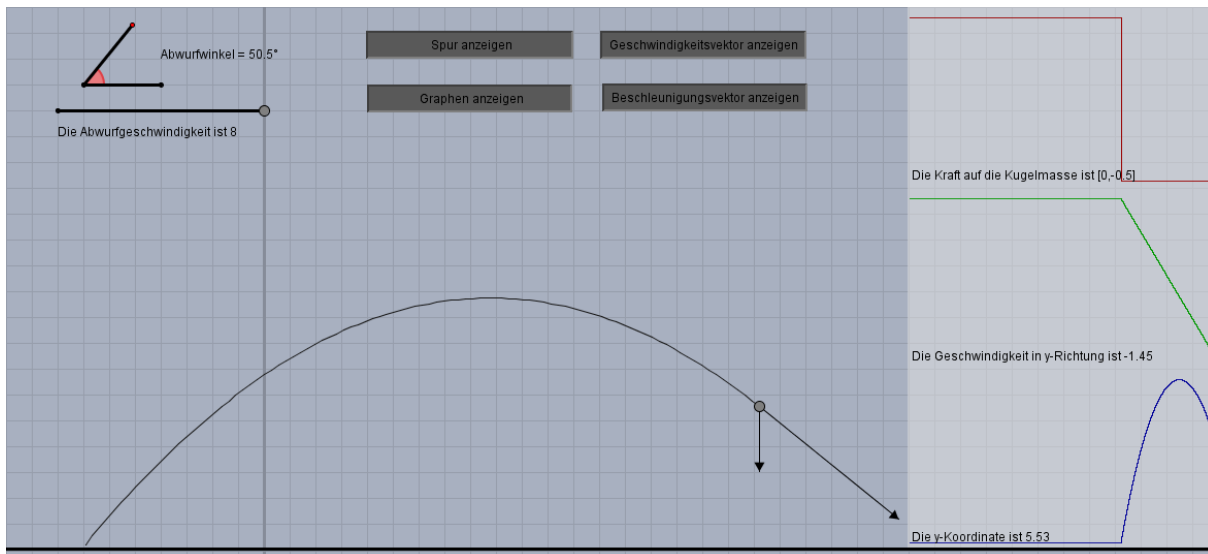 Abwurfwinkel = 50.5°
Die Abwurfgeschwindigkeit ist 8
Spur anzeigen
Geschwindigkeitsvektor anzeigen
Graphen anzeigen
Beschleunigungsvektor anzeigen
Die Kraft auf die Kugelmasse ist [0,-0.5]
Die Geschwindigkeit in y-Richtung ist -1.45
Die y-Koordinate ist 5.53